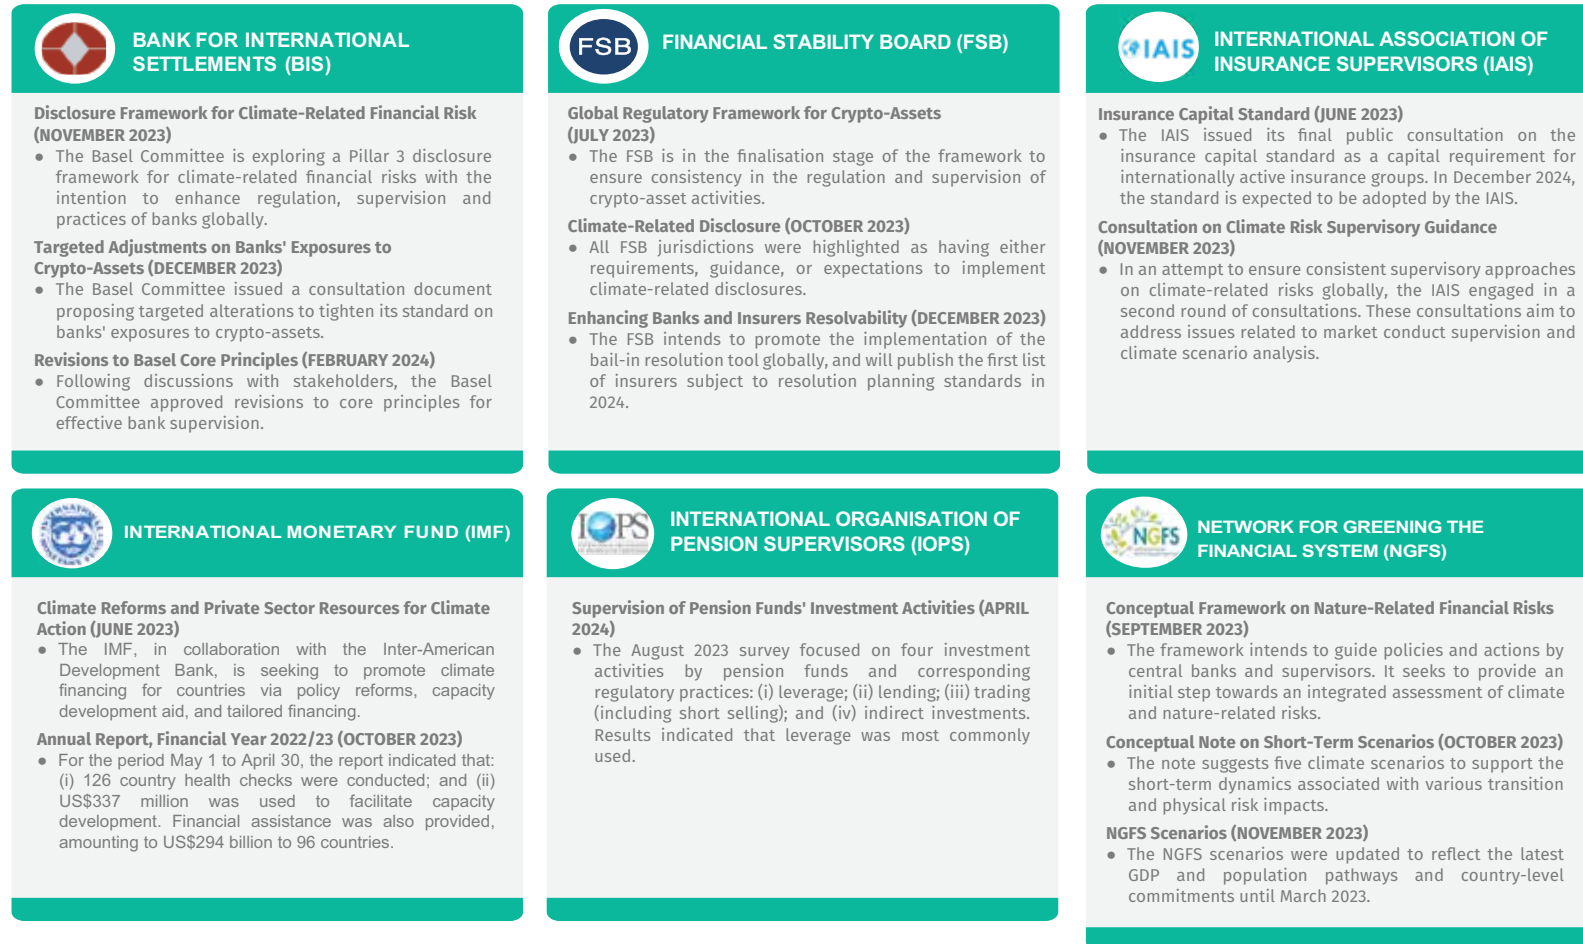 BANK FOR INTERNATIONAL
SETTLEMENTS (BIS)
Disclosure Framework for Climate-Related Financial Risk
(NOVEMBER 2023)
● The Basel Committee is exploring a Pillar 3 disclosure
framework for climate-related financial risks with the
intention to enhance regulation, supervision and
practices of banks globally.
Targeted Adjustments on Banks' Exposures to
Crypto-Assets (DECEMBER 2023)
● The Basel Committee issued a consultation document
proposing targeted alterations to tighten its standard on
banks' exposures to crypto-assets.
Revisions to Basel Core Principles (FEBRUARY 2024)
● Following discussions with stakeholders, the Basel
Committee approved revisions to core principles for
effective bank supervision.
FSB
FINANCIAL STABILITY BOARD (FSB)
Global Regulatory Framework for Crypto-Assets
(JULY 2023)
● The FSB is in the finalisation stage of the framework to
ensure consistency in the regulation and supervision of
crypto-asset activities.
Climate-Related Disclosure (OCTOBER 2023)
● All FSB jurisdictions were highlighted as having either
requirements, guidance, or expectations to implement
climate-related disclosures.
Enhancing Banks and Insurers Resolvability (DECEMBER 2023)
● The FSB intends to promote the implementation of the
bail-in resolution tool globally, and will publish the first list
of insurers subject to resolution planning standards in
2024.
IAIS
INTERNATIONAL ASSOCIATION OF
INSURANCE SUPERVISORS (IAIS)
Insurance Capital Standard (JUNE 2023)
● The IAIS issued its final public consultation on the
insurance capital standard as a capital requirement for
internationally active insurance groups. In December 2024,
the standard is expected to be adopted by the IAIS.
Consultation on Climate Risk Supervisory Guidance
(NOVEMBER 2023)
● In an attempt to ensure consistent supervisory approaches
on climate-related risks globally, the IAIS engaged in a
second round of consultations. These consultations aim to
address issues related to market conduct supervision and
climate scenario analysis.
INTERNATIONAL MONETARY FUND (IMF)
Climate Reforms and Private Sector Resources for Climate
Action (JUNE 2023)
● The IMF, in collaboration with the Inter-American
Development Bank, is seeking to promote climate
financing for countries via policy reforms, capacity
development aid, and tailored financing.
Annual Report, Financial Year 2022/23 (OCTOBER 2023)
● For the period May 1 to April 30, the report indicated that:
(i) 126 country health checks were conducted; and (ii)
US$337 million was used to facilitate capacity
development. Financial assistance was also provided,
amounting to US$294 billion to 96 countries.
IOPS
INTERNATIONAL ORGANISATION OF
PENSION SUPERVISORS (IOPS)
Supervision of Pension Funds' Investment Activities (APRIL
2024)
● The August 2023 survey focused on four investment
activities by pension funds and corresponding
regulatory practices: (i) leverage; (ii) lending; (iii) trading
(including short selling); and (iv) indirect investments.
Results indicated that leverage was most commonly
used.
NGFS
NETWORK FOR GREENING THE
FINANCIAL SYSTEM (NGFS)
Conceptual Framework on Nature-Related Financial Risks
(SEPTEMBER 2023)
● The framework intends to guide policies and actions by
central banks and supervisors. It seeks to provide an
initial step towards an integrated assessment of climate
and nature-related risks.
Conceptual Note on Short-Term Scenarios (OCTOBER 2023)
● The note suggests five climate scenarios to support the
short-term dynamics associated with various transition
and physical risk impacts.
NGFS Scenarios (NOVEMBER 2023)
● The NGFS scenarios were updated to reflect the latest
GDP and population pathways and country-level
commitments until March 2023.